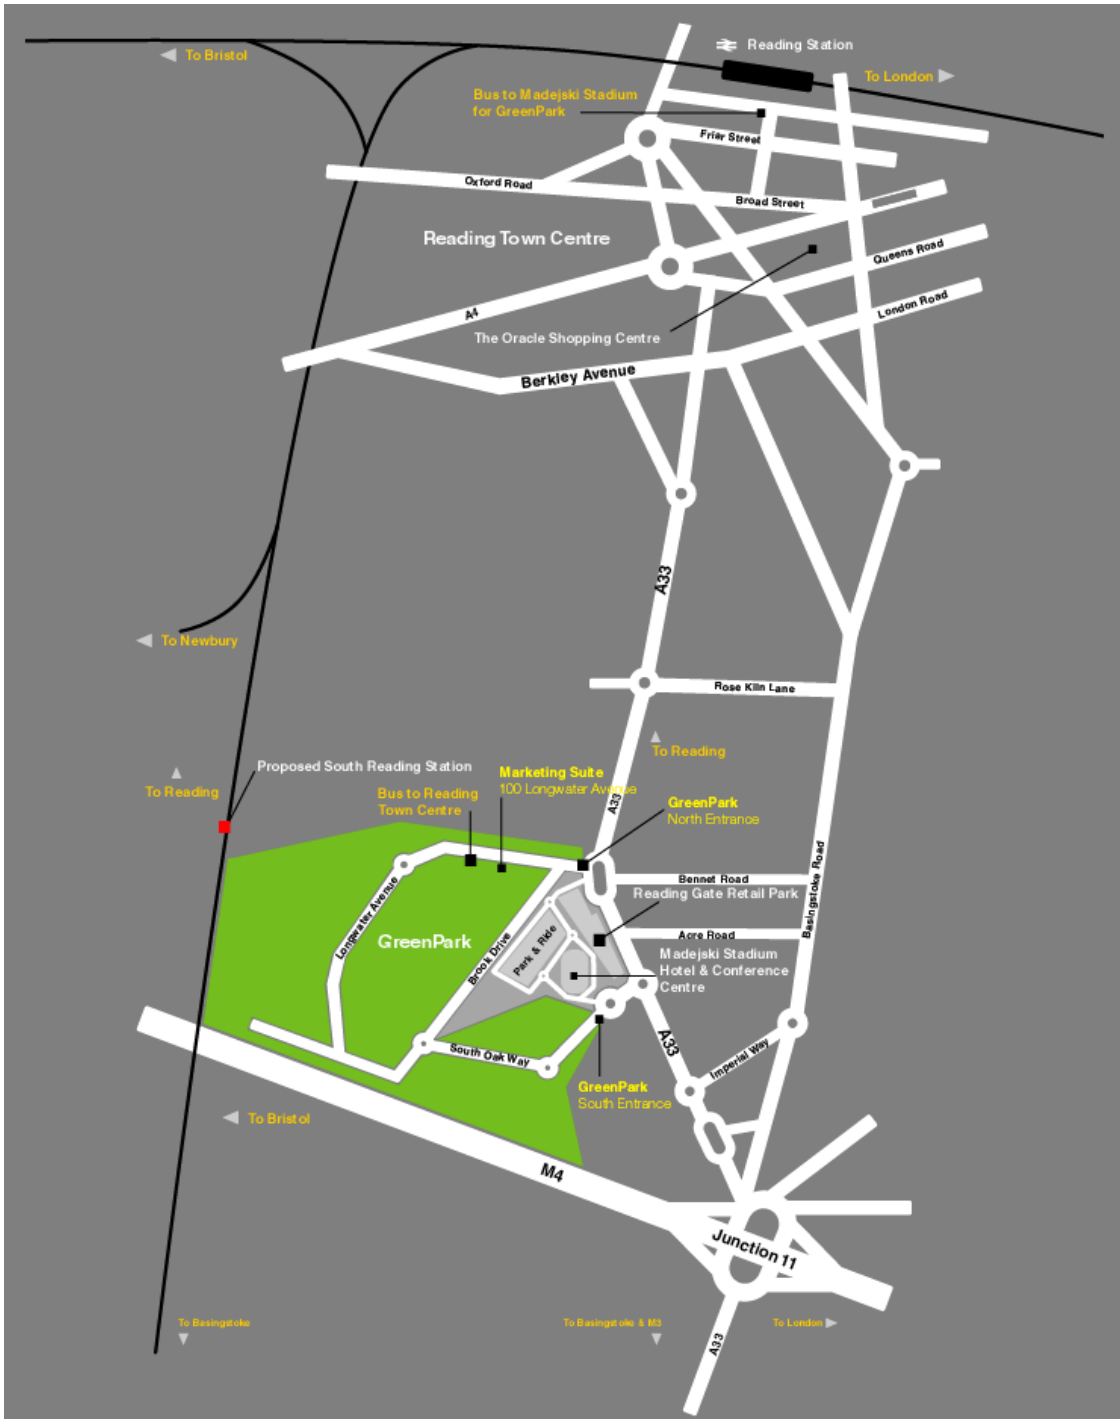 Reading Station
To Bristol
To London
Bus to Madejski Stadium
for GreenPark
Friar Street
Oxford Road
Broad Street
Reading Town Centre
Queens Road
London Road
A4
The Oracle Shopping Centre
Berkley Avenue
A33
To Newbury
Rose Kiln Lane
To Reading
Proposed South Reading Station
To Reading
Marketing Suite
100 Longwater Avenue
Bus to Reading
Town Centre
A33
GreenPark
North Entrance
Basingstoke Road
Bennet Road
Reading Gate Retail Park
Longwater Avenue
GreenPark
Brook Drive
Park & Ride
Acre Road
Madejski Stadium
Hotel & Conference
Centre
A33
South Oak Way
Imperial Way
GreenPark
South Entrance
To Bristol
M4
Junction 11
To Basingstoke
To Basingstoke & M3
To London
A33